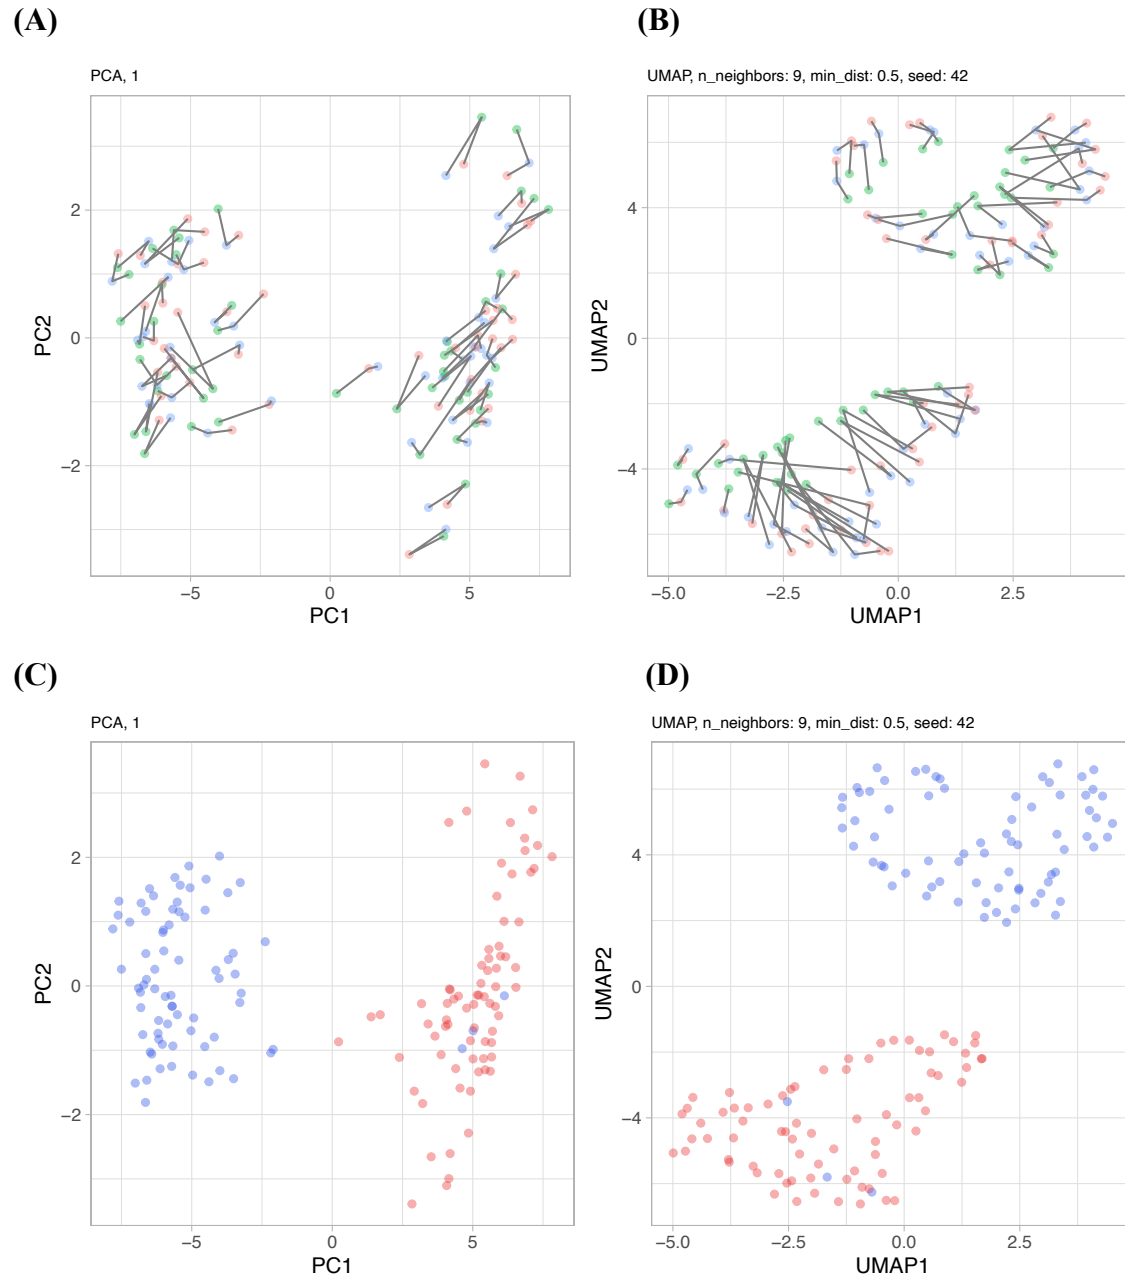 (A)
(B)
PCA, 1
UMAP, n_neighbors: 9, min_dist: 0.5, seed: 42
2
0
−2
PC2
−5
0
5
PC1
4
0
−4
UMAP2
−5.0
−2.5
0.0
2.5
UMAP1
(C)
(D)
PCA, 1
UMAP, n_neighbors: 9, min_dist: 0.5, seed: 42
2
0
−2
PC2
−5
0
5
PC1
4
0
−4
UMAP2
−5.0
−2.5
0.0
2.5
UMAP1